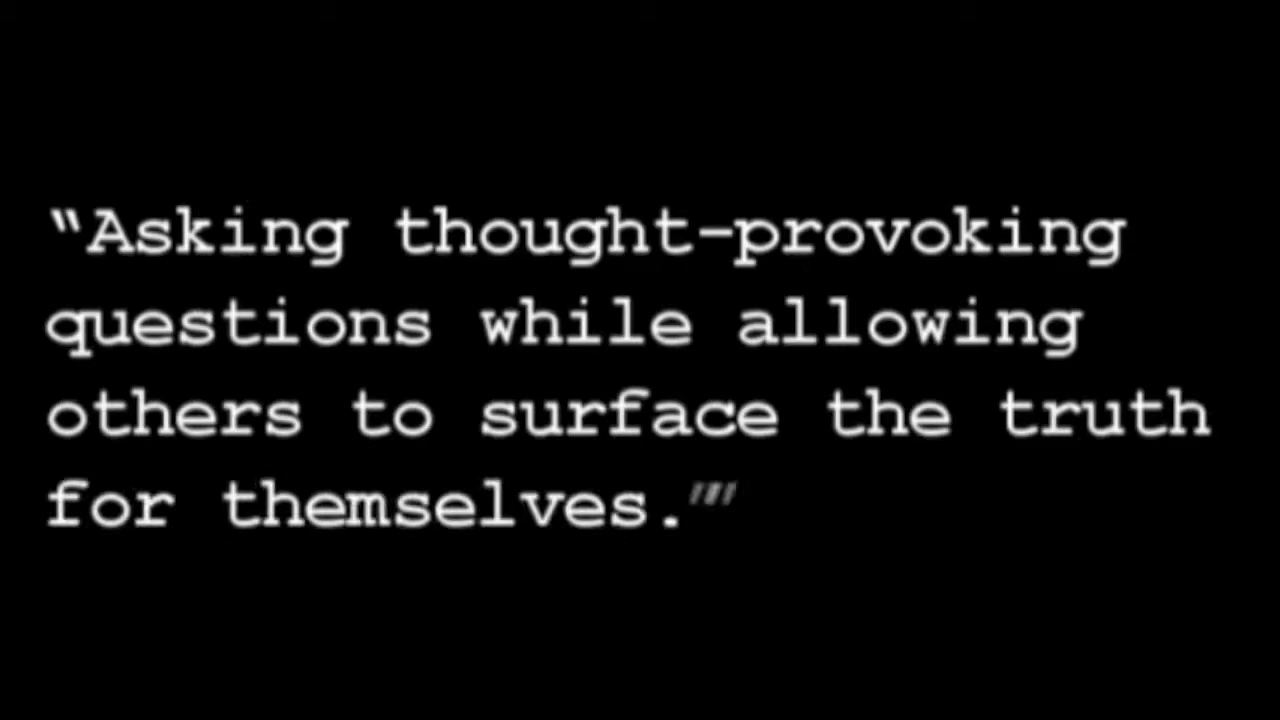 “Asking thought-provoking
questions while allowing
others to surface the truth
for themselves.”